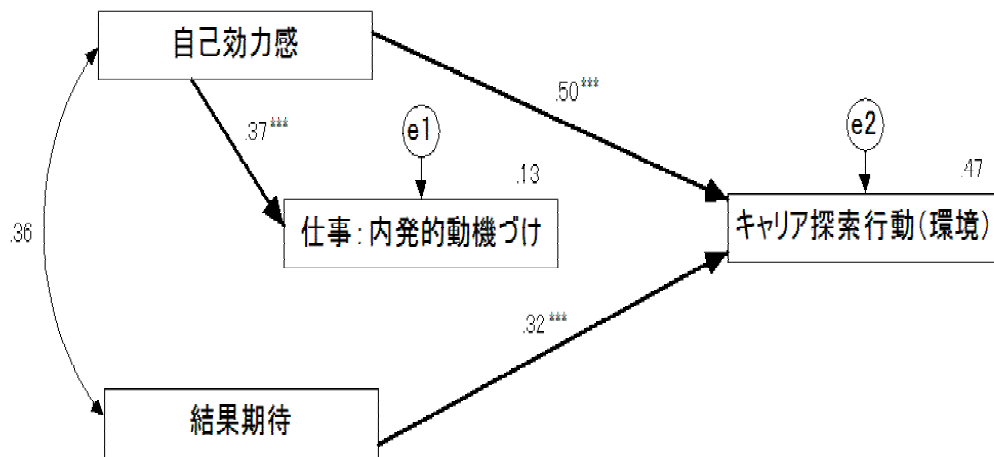 自己効力感
.50***
.37***
e1
e2
.13
.47
仕事：内発的動機づけ
キャリア探索行動（環境）
.36
.32***
結果期待